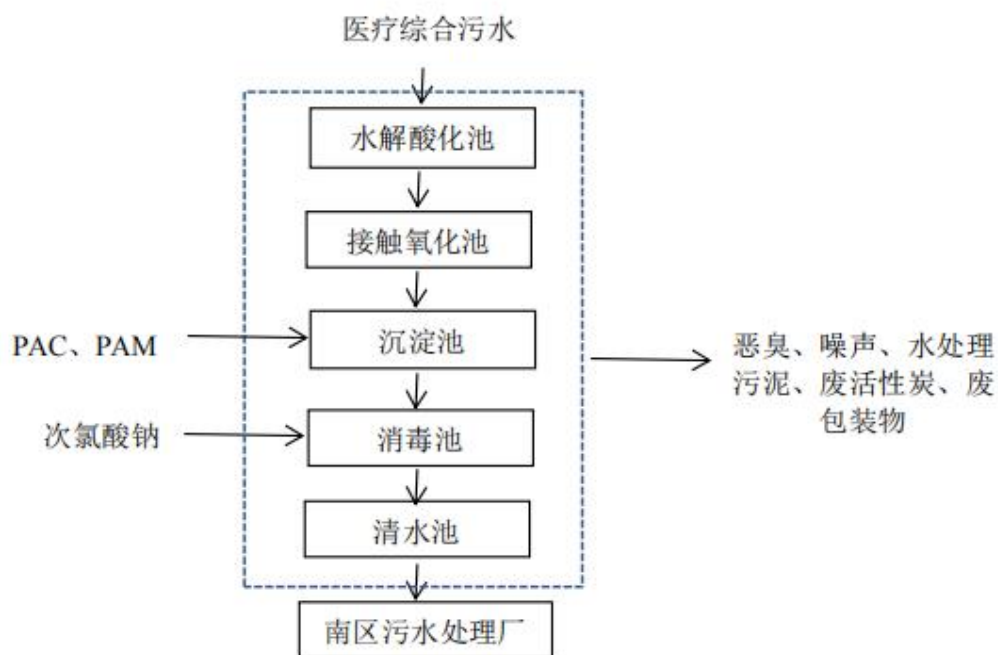 医疗综合污水
水解酸化池
接触氧化池
PAC、PAM
沉淀池
恶臭、噪声、水处理
污泥、废活性炭、废
包装物
次氯酸钠
消毒池
清水池
南区污水处理厂